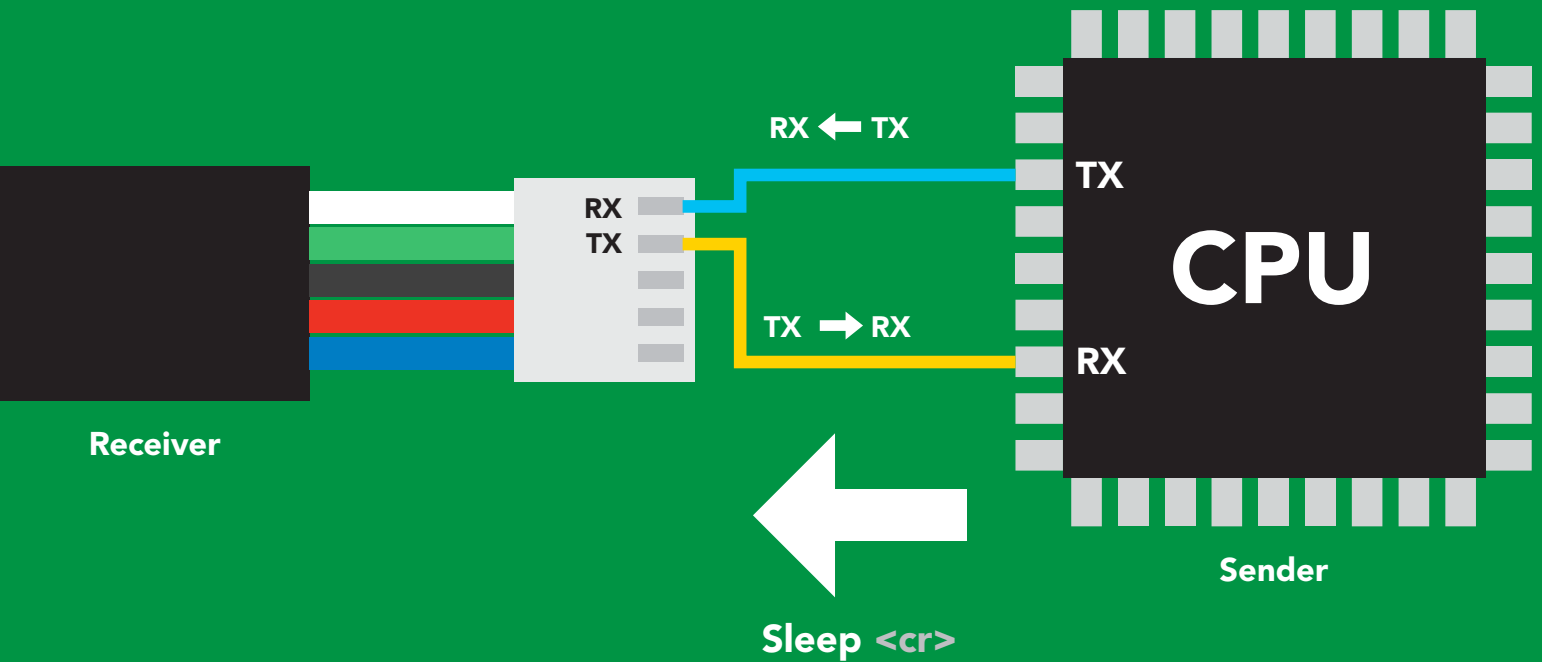 RX ← TX
TX
RX
TX
CPU
TX → RX
RX
Receiver
Sender
Sleep <cr>